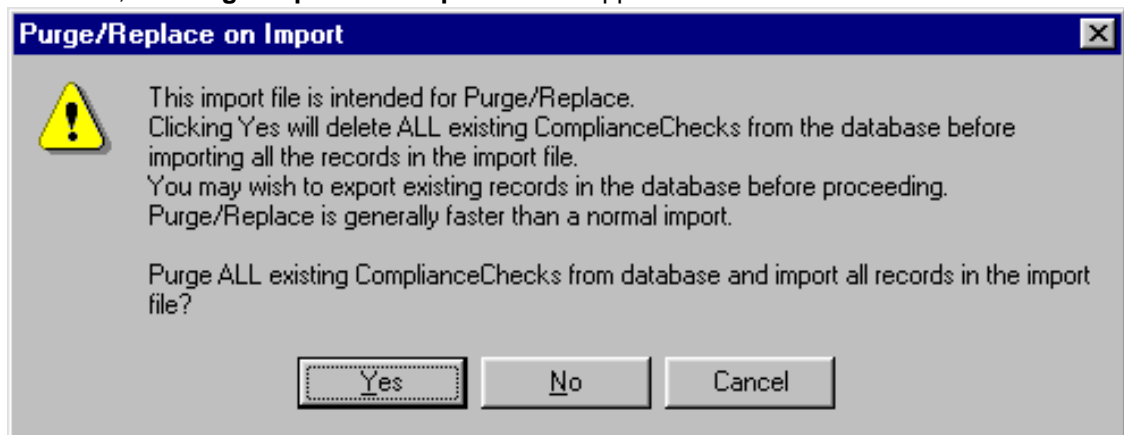 Purge/Replace on Import
This import file is intended for Purge/Replace.
Clicking Yes will delete ALL existing ComplianceChecks from the database before
importing all the records in the import file.
You may wish to export existing records in the database before proceeding.
Purge/Replace is generally faster than a normal import.
Purge ALL existing ComplianceChecks from database and import all records in the import
file?
Yes No Cancel